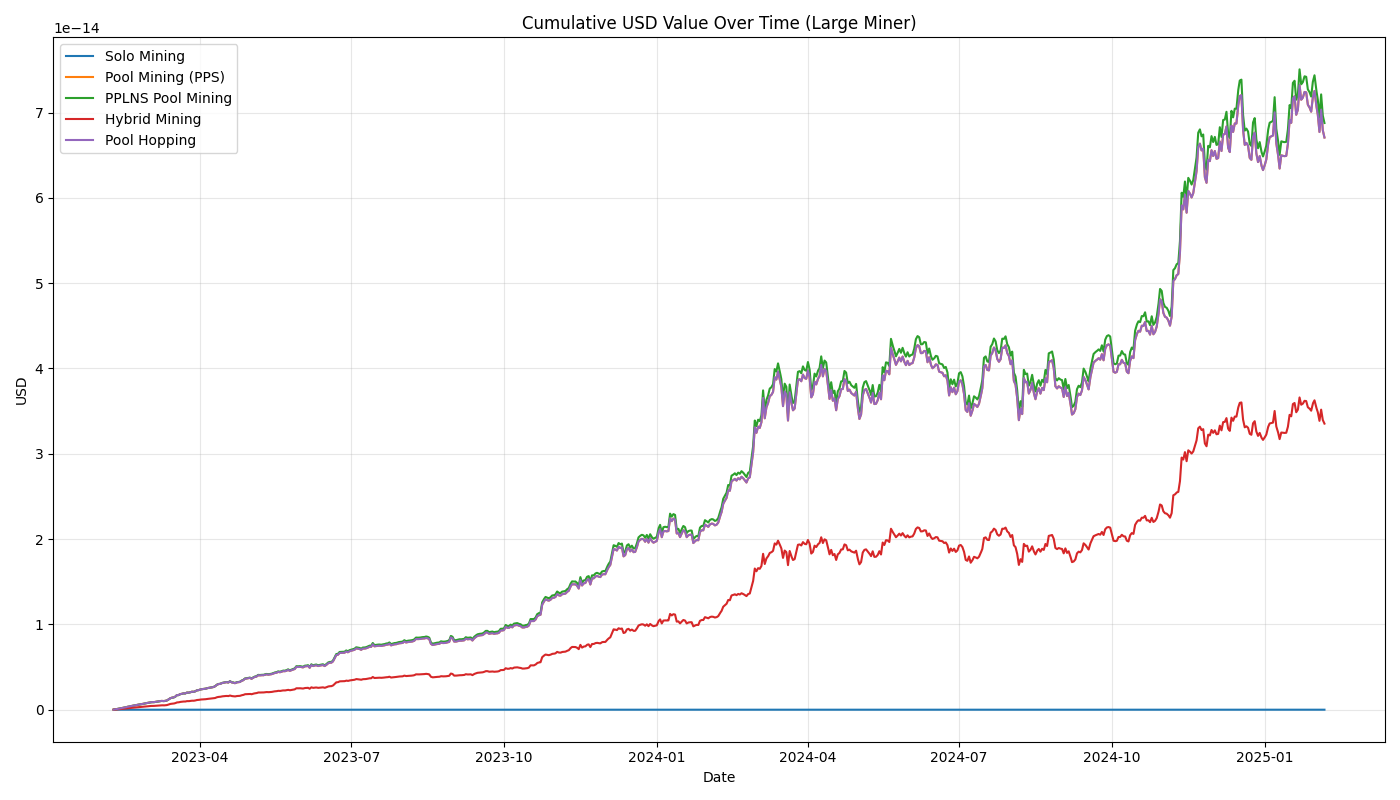 Cumulative USD Value Over Time (Large Miner)
1e−14
Solo Mining
Pool Mining (PPS)
PPLNS Pool Mining
Hybrid Mining
Pool Hopping
7
6
5
4
3
2
1
0
USD
2023-04 2023-07 2023-10 2024-01 2024-04 2024-07 2024-10 2025-01
Date